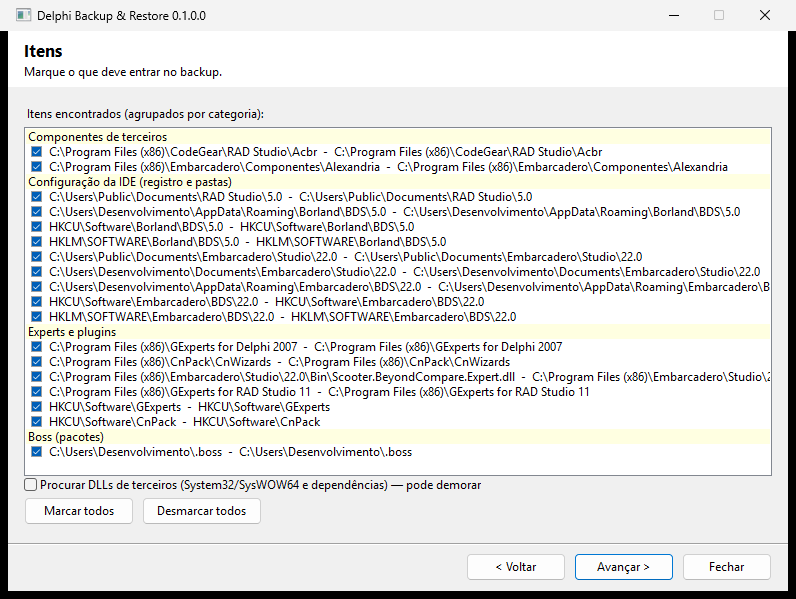 Delphi Backup & Restore 0.1.0.0
Itens
Marque o que deve entrar no backup.
Itens encontrados (agrupados por categoria):
Componentes de terceiros
C:\Program Files (x86)\CodeGear\RAD Studio\Acbr - C:\Program Files (x86)\CodeGear\RAD Studio\Acbr
C:\Program Files (x86)\Embarcadero\Componentes\Alexandria - C:\Program Files (x86)\Embarcadero\Componentes\Alexandria
Configuração da IDE (registro e pastas)
C:\Users\Public\Documents\RAD Studio\5.0 - C:\Users\Public\Documents\RAD Studio\5.0
C:\Users\Desenvolvimento\AppData\Roaming\Borland\BDS\5.0 - C:\Users\Desenvolvimento\AppData\Roaming\Borland\BDS\5.0
HKCU\Software\Borland\BDS\5.0 - HKCU\Software\Borland\BDS\5.0
HKLM\SOFTWARE\Borland\BDS\5.0 - HKLM\SOFTWARE\Borland\BDS\5.0
C:\Users\Public\Documents\Embarcadero\Studio\22.0 - C:\Users\Public\Documents\Embarcadero\Studio\22.0
C:\Users\Desenvolvimento\Documents\Embarcadero\Studio\22.0 - C:\Users\Desenvolvimento\Documents\Embarcadero\Studio\22.0
C:\Users\Desenvolvimento\AppData\Roaming\Embarcadero\BDS\22.0 - C:\Users\Desenvolvimento\AppData\Roaming\Embarcadero\B
HKCU\Software\Embarcadero\BDS\22.0 - HKCU\Software\Embarcadero\BDS\22.0
HKLM\SOFTWARE\Embarcadero\BDS\22.0 - HKLM\SOFTWARE\Embarcadero\BDS\22.0
Experts e plugins
C:\Program Files (x86)\GExperts for Delphi 2007 - C:\Program Files (x86)\GExperts for Delphi 2007
C:\Program Files (x86)\CnPack\CnWizards - C:\Program Files (x86)\CnPack\CnWizards
C:\Program Files (x86)\Embarcadero\Studio\22.0\Bin\Scooter.BeyondCompare.Expert.dll - C:\Program Files (x86)\Embarcadero\Studio\2
C:\Program Files (x86)\GExperts for RAD Studio 11 - C:\Program Files (x86)\GExperts for RAD Studio 11
HKCU\Software\GExperts - HKCU\Software\GExperts
HKCU\Software\CnPack - HKCU\Software\CnPack
Boss (pacotes)
C:\Users\Desenvolvimento\.boss - C:\Users\Desenvolvimento\.boss
Procurar DLLs de terceiros (System32/SysWOW64 e dependências) — pode demorar
Marcar todos
Desmarcar todos
< Voltar
Avançar >
Fechar